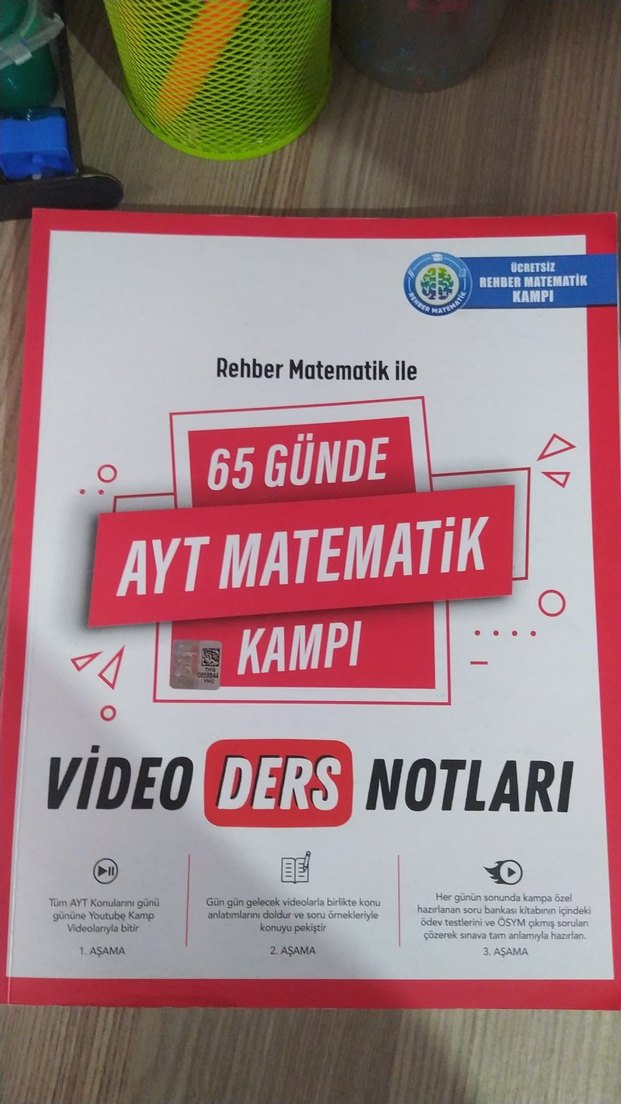 ÜCRETSİZ
REHBER MATEMATİK
KAMPI
REHBER MATEMATİK
Rehber Matematik ile
65 GÜNDE
AYT MATEMATİK
KAMPI
VİDEO DERS NOTLARI
Tüm AYT Konularını günü
gününe Youtube Kamp
Videolarıyla bitir
1. AŞAMA
Gün gün gelecek videolarla birlikte konu
anlatımlarını doldur ve soru örnekleriyle
konuyu pekiştir
2. AŞAMA
Her günün sonunda kampa özel
hazırlanan soru bankası kitabının içindeki
ödev testlerini ve ÖSYM çıkmış soruları
çözerek sınava tam anlamıyla hazırlan.
3. AŞAMA